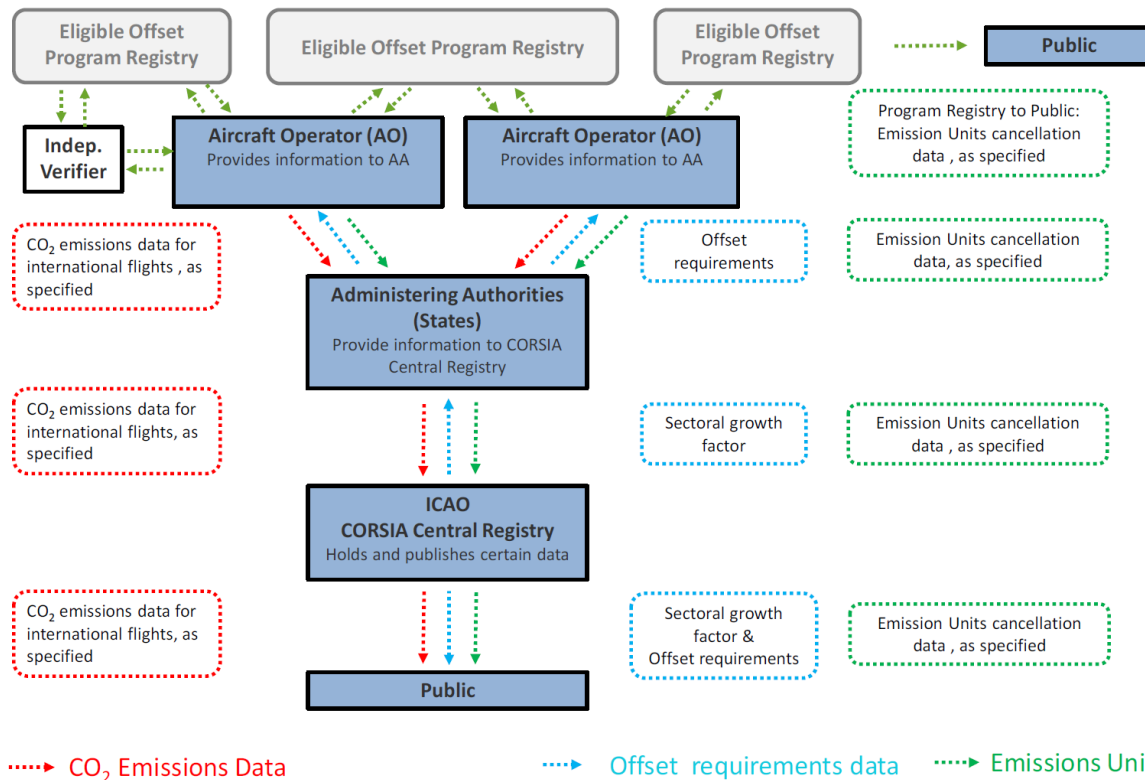 Eligible Offset
Program Registry
Eligible Offset Program Registry
Eligible Offset
Program Registry
Public
Indep.
Verifier
Aircraft Operator (AO)
Provides information to AA
Aircraft Operator (AO)
Provides information to AA
Program Registry to Public:
Emission Units cancellation
data , as specified
CO₂ emissions data for
international flights , as
specified
Offset
requirements
Emission Units cancellation
data, as specified
Administering Authorities
(States)
Provide information to CORSIA
Central Registry
CO₂ emissions data for
international flights, as
specified
Sectoral growth
factor
Emission Units cancellation
data , as specified
ICAO
CORSIA Central Registry
Holds and publishes certain data
CO₂ emissions data for
international flights, as
specified
Sectoral growth
factor &
Offset requirements
Emission Units cancellation
data , as specified
Public
CO₂ Emissions Data
Offset requirements data
Emissions Uni